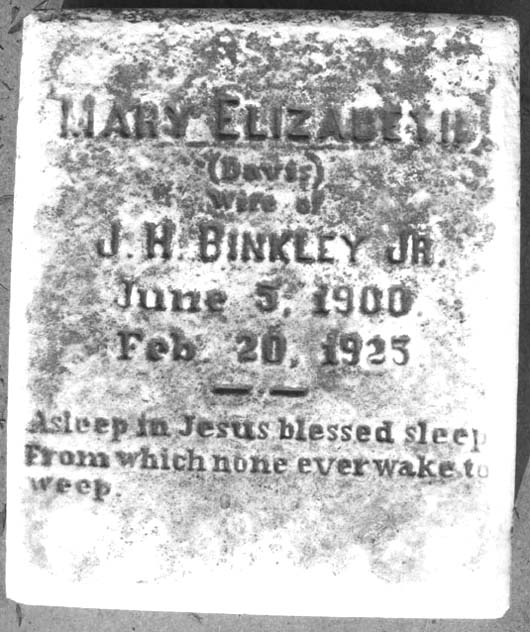 MARY ELIZABETH
(Davis)
Wife of
J. H. BINKLEY JR.
June 5, 1900
Feb. 20, 1925
Asleep in Jesus blessed sleep
From which none ever wake to
weep.